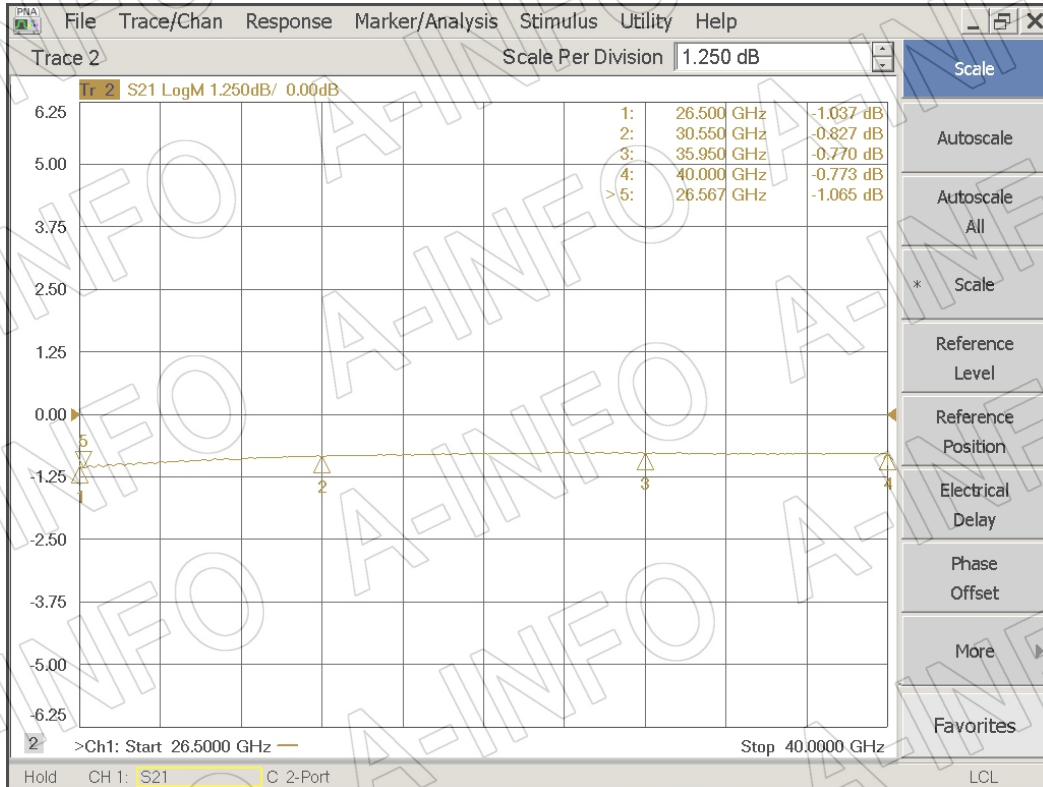 PNA
File Trace/Chan Response Marker/Analysis Stimulus Utility Help
Trace 2 Scale Per Division 1.250 dB
Scale
Tr 2 S21 LogM 1.250dB/ 0.00dB
6.25
5.00
3.75
2.50
1.25
0.00
-1.25
-2.50
-3.75
-5.00
-6.25
1: 26.500 GHz -1.037 dB
2: 30.550 GHz -0.827 dB
3: 35.950 GHz -0.770 dB
4: 40.000 GHz -0.773 dB
>5: 26.567 GHz -1.065 dB
5
1
2
3
4
Autoscale
Autoscale
All
* Scale
Reference
Level
Reference
Position
Electrical
Delay
Phase
Offset
More
Favorites
2 >Ch1: Start 26.5000 GHz — Stop 40.0000 GHz
Hold CH 1: S21 C 2-Port LCL
A-INFO
A-INFO
A-INFO
A-INFO
A-INFO
A-INFO